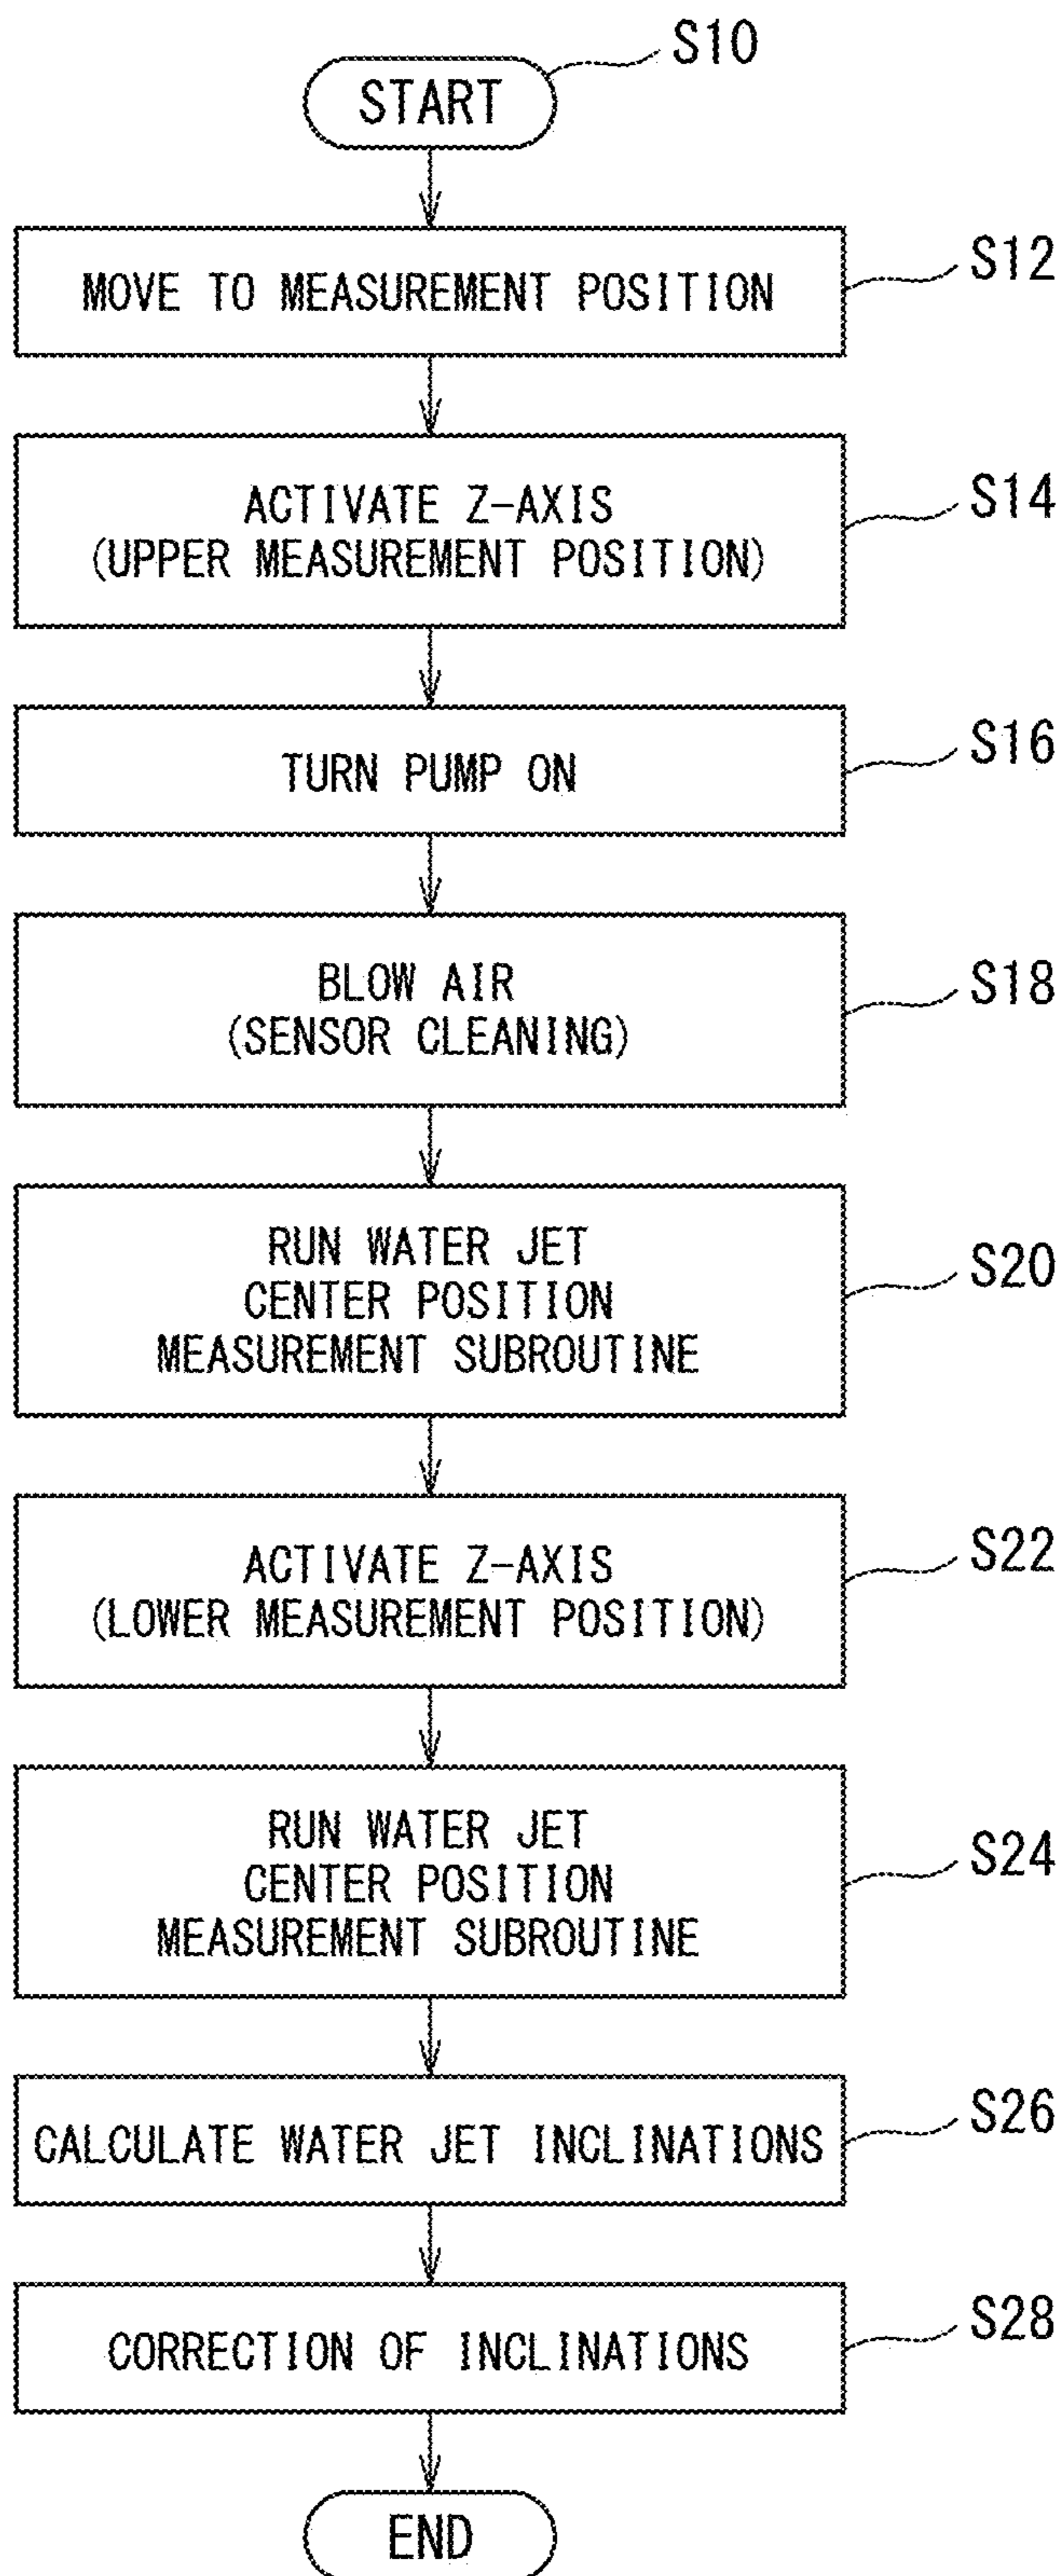 S10
START
MOVE TO MEASUREMENT POSITION
S12
ACTIVATE Z-AXIS
(UPPER MEASUREMENT POSITION)
S14
TURN PUMP ON
S16
BLOW AIR
(SENSOR CLEANING)
S18
RUN WATER JET
CENTER POSITION
MEASUREMENT SUBROUTINE
S20
ACTIVATE Z-AXIS
(LOWER MEASUREMENT POSITION)
S22
RUN WATER JET
CENTER POSITION
MEASUREMENT SUBROUTINE
S24
CALCULATE WATER JET INCLINATIONS
S26
CORRECTION OF INCLINATIONS
S28
END